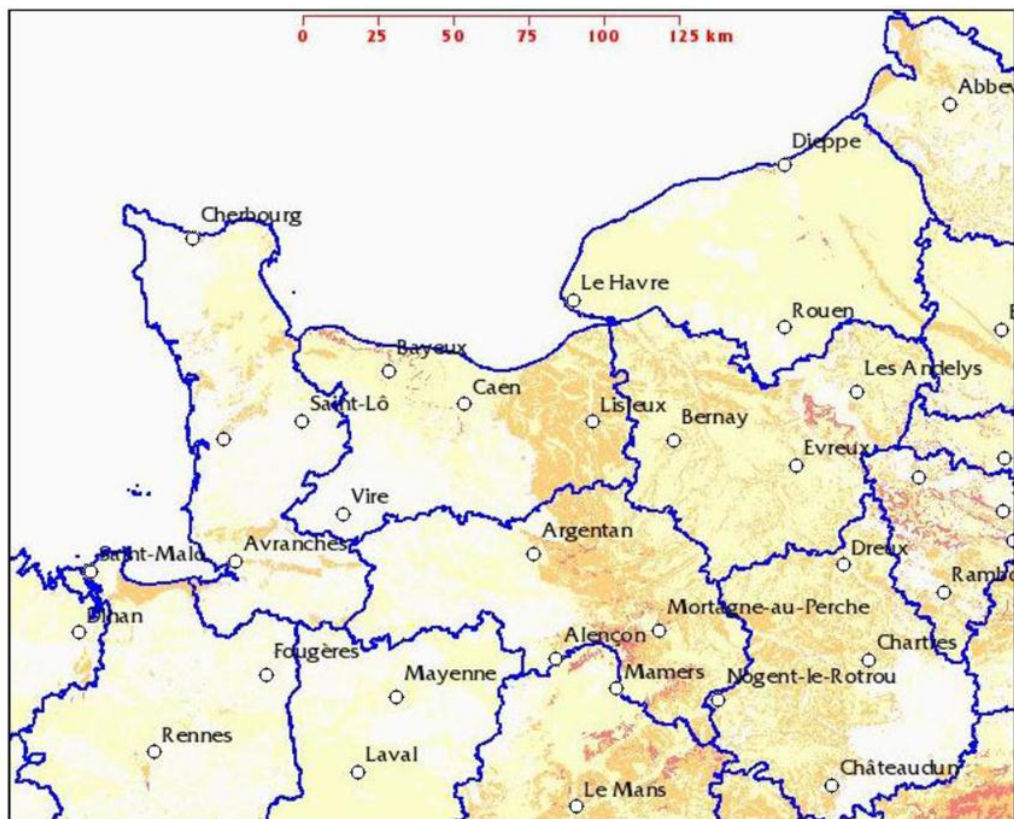 0 25 50 75 100 125 km
Abbev
Dieppe
Cherbourg
Le Havre
Rouen
Bayeux
Les Andelys
Caen
Saint-Lô
Lisieux
Bernay
Evreux
Vire
Argentan
Saint-Malo
Avranches
Dreux
Rambo
Dinan
Mortagne-au-Perche
Alençon
Chartres
Fougères
Mayenne
Mamers
Nogent-le-Rotrou
Rennes
Laval
Châteaudun
Le Mans